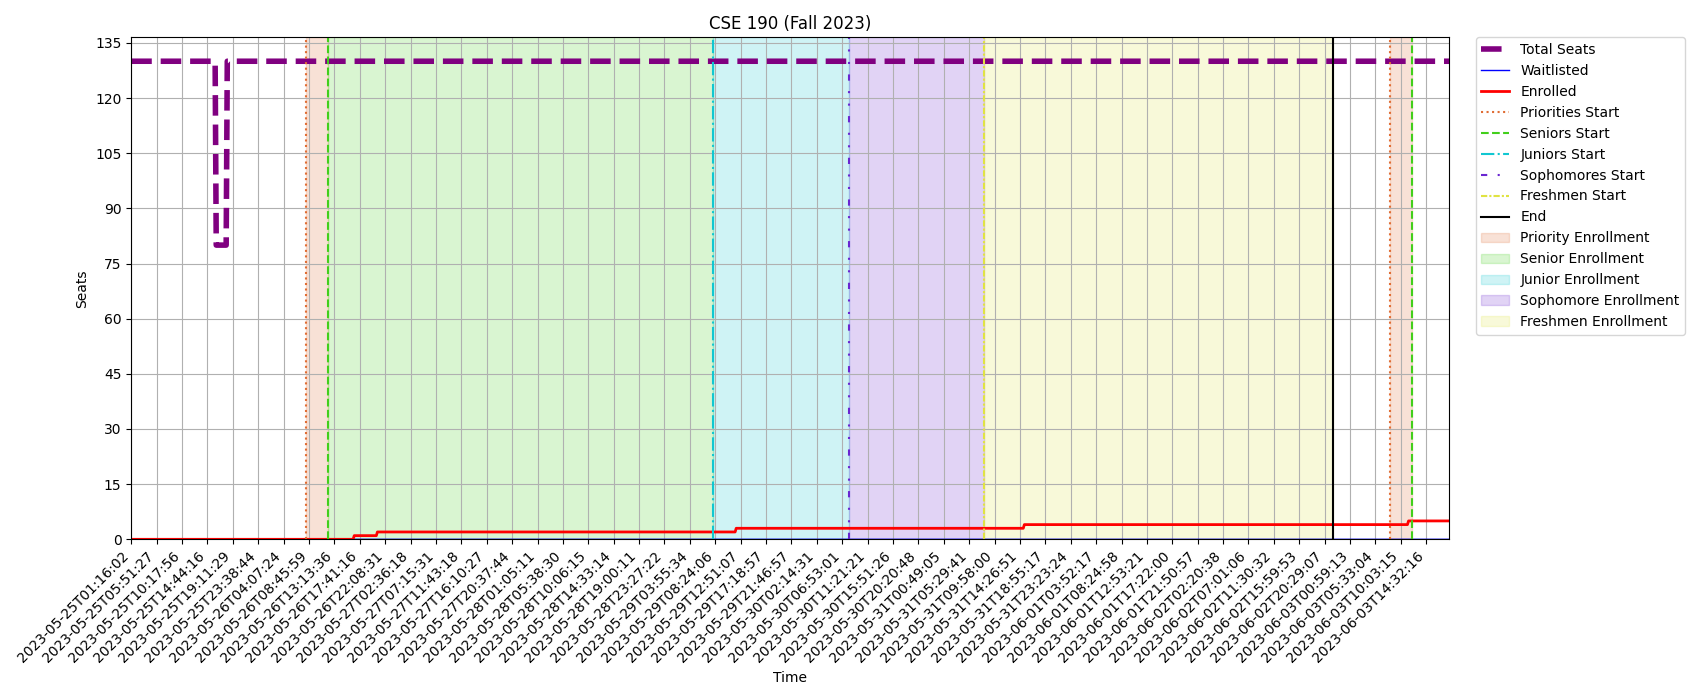 CSE 190 (Fall 2023)
135
120
105
90
75
60
45
30
15
0
Seats
2023-05-25T01:16:02
2023-05-25T05:51:27
2023-05-25T10:17:56
2023-05-25T14:44:16
2023-05-25T19:11:29
2023-05-25T23:38:44
2023-05-26T04:07:24
2023-05-26T08:45:59
2023-05-26T13:13:36
2023-05-26T17:41:16
2023-05-26T22:08:31
2023-05-27T02:36:18
2023-05-27T07:15:31
2023-05-27T11:43:18
2023-05-27T16:10:27
2023-05-27T20:37:44
2023-05-28T01:05:11
2023-05-28T05:38:30
2023-05-28T10:06:15
2023-05-28T14:33:14
2023-05-28T19:00:11
2023-05-28T23:27:22
2023-05-29T03:55:34
2023-05-29T08:24:06
2023-05-29T12:51:07
2023-05-29T17:18:57
2023-05-29T21:46:57
2023-05-30T02:14:31
2023-05-30T06:53:01
2023-05-30T11:21:21
2023-05-30T15:51:26
2023-05-30T20:20:48
2023-05-31T00:49:05
2023-05-31T05:29:41
2023-05-31T09:58:00
2023-05-31T14:26:51
2023-05-31T18:55:17
2023-05-31T23:23:24
2023-06-01T03:52:17
2023-06-01T08:24:58
2023-06-01T12:53:21
2023-06-01T17:22:00
2023-06-01T21:50:57
2023-06-02T02:20:38
2023-06-02T07:01:06
2023-06-02T11:30:32
2023-06-02T15:59:53
2023-06-02T20:29:07
2023-06-03T00:59:13
2023-06-03T05:33:04
2023-06-03T10:03:15
2023-06-03T14:32:16
Time
Total Seats
Waitlisted
Enrolled
Priorities Start
Seniors Start
Juniors Start
Sophomores Start
Freshmen Start
End
Priority Enrollment
Senior Enrollment
Junior Enrollment
Sophomore Enrollment
Freshmen Enrollment